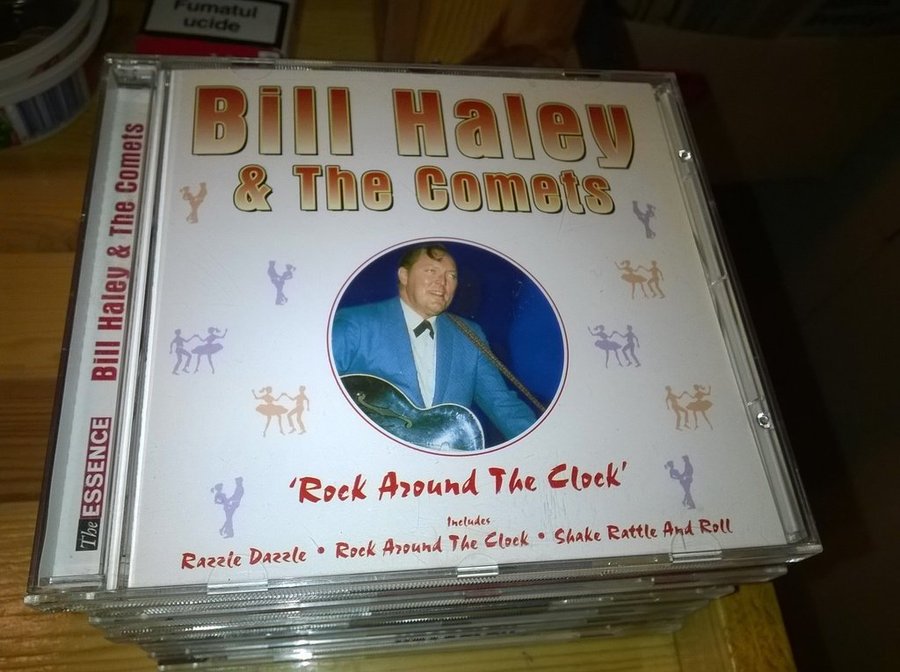 Fumatul
ucide
Bill Haley
& The Comets
The ESSENCE Bill Haley & The Comets
'Rock Around The Clock'
Includes
Razzie Dazzle • Rock Around The Clock • Shake Rattle And Roll